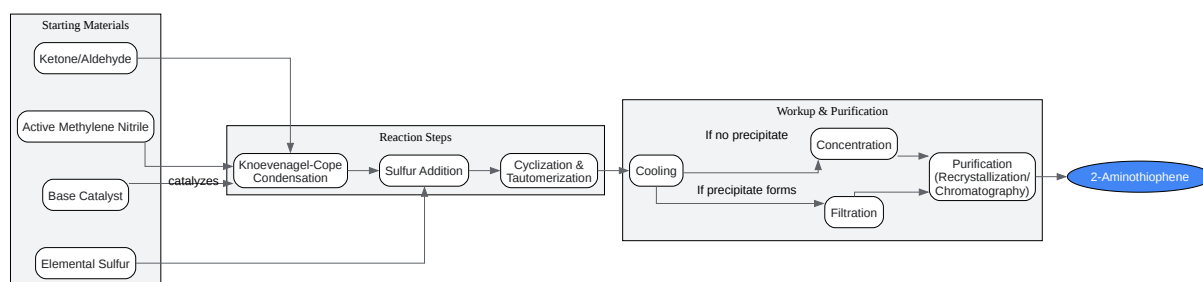 Starting Materials
Ketone/Aldehyde
Active Methylene Nitrile
Base Catalyst
Elemental Sulfur
catalyzes
Reaction Steps
Knoevenagel-Cope
Condensation
Sulfur Addition
Cyclization &
Tautomerization
Workup & Purification
Cooling
If no precipitate
Concentration
If precipitate forms
Filtration
Purification
(Recrystallization/
Chromatography)
2-Aminothiophene